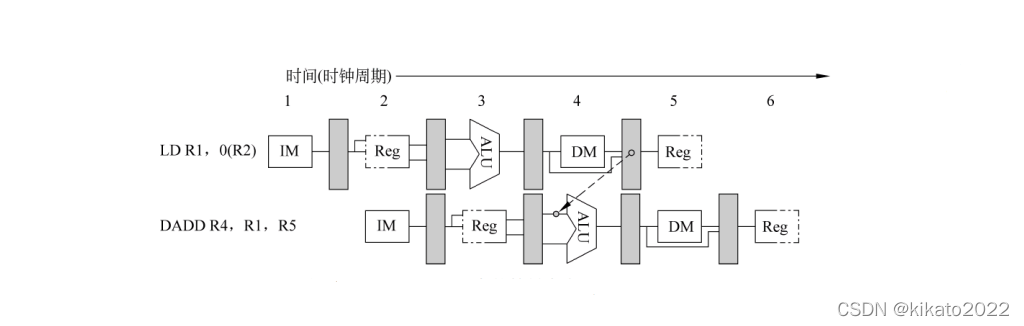 时间(时钟周期)
1 2 3 4 5 6
LD R1，0(R2) IM Reg ALU DM Reg
DADD R4，R1，R5 IM Reg ALU DM Reg
CSDN @kikato2022